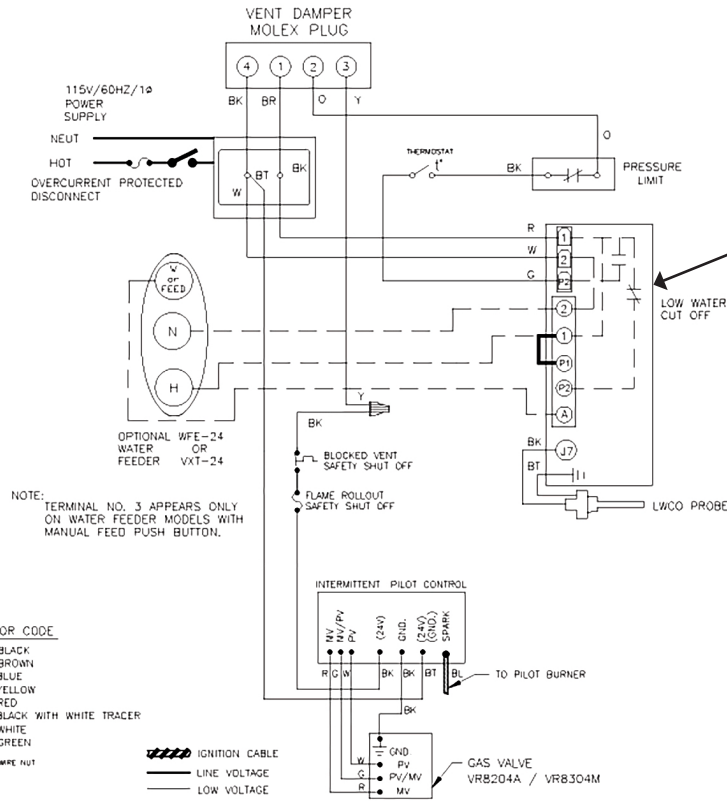 VENT DAMPER
MOLEX PLUG
4 1 2 3
BK BR O Y
115V/60HZ/1Ø
POWER
SUPPLY
NEUT
HOT
OVERCURRENT PROTECTED
DISCONNECT
BT BK
W
O
THERMOSTAT
t°
BK
PRESSURE
LIMIT
R 1
W 2
G P2
LOW WATER
CUT OFF
W
or
FEED
N
H
2
1
P1
P2
A
OPTIONAL WFE-24
WATER OR
FEEDER VXT-24
Y
BK
BLOCKED VENT
SAFETY SHUT OFF
FLAME ROLLOUT
SAFETY SHUT OFF
BK J7
BT
LWCO PROBE
NOTE:
TERMINAL NO. 3 APPEARS ONLY
ON WATER FEEDER MODELS WITH
MANUAL FEED PUSH BUTTON.
INTERMITTENT PILOT CONTROL
MV
MV/PV
PV
(24V)
GND.
(24V)
(GND.)
SPARK
R G W BK BK BT BL
TO PILOT BURNER
BK
OR CODE
BLACK
BROWN
BLUE
YELLOW
RED
BLACK WITH WHITE TRACER
WHITE
GREEN
WIRE NUT
IGNITION CABLE
LINE VOLTAGE
LOW VOLTAGE
GND.
W PV
G PV/MV
R MV
GAS VALVE
VR8204A / VR8304M